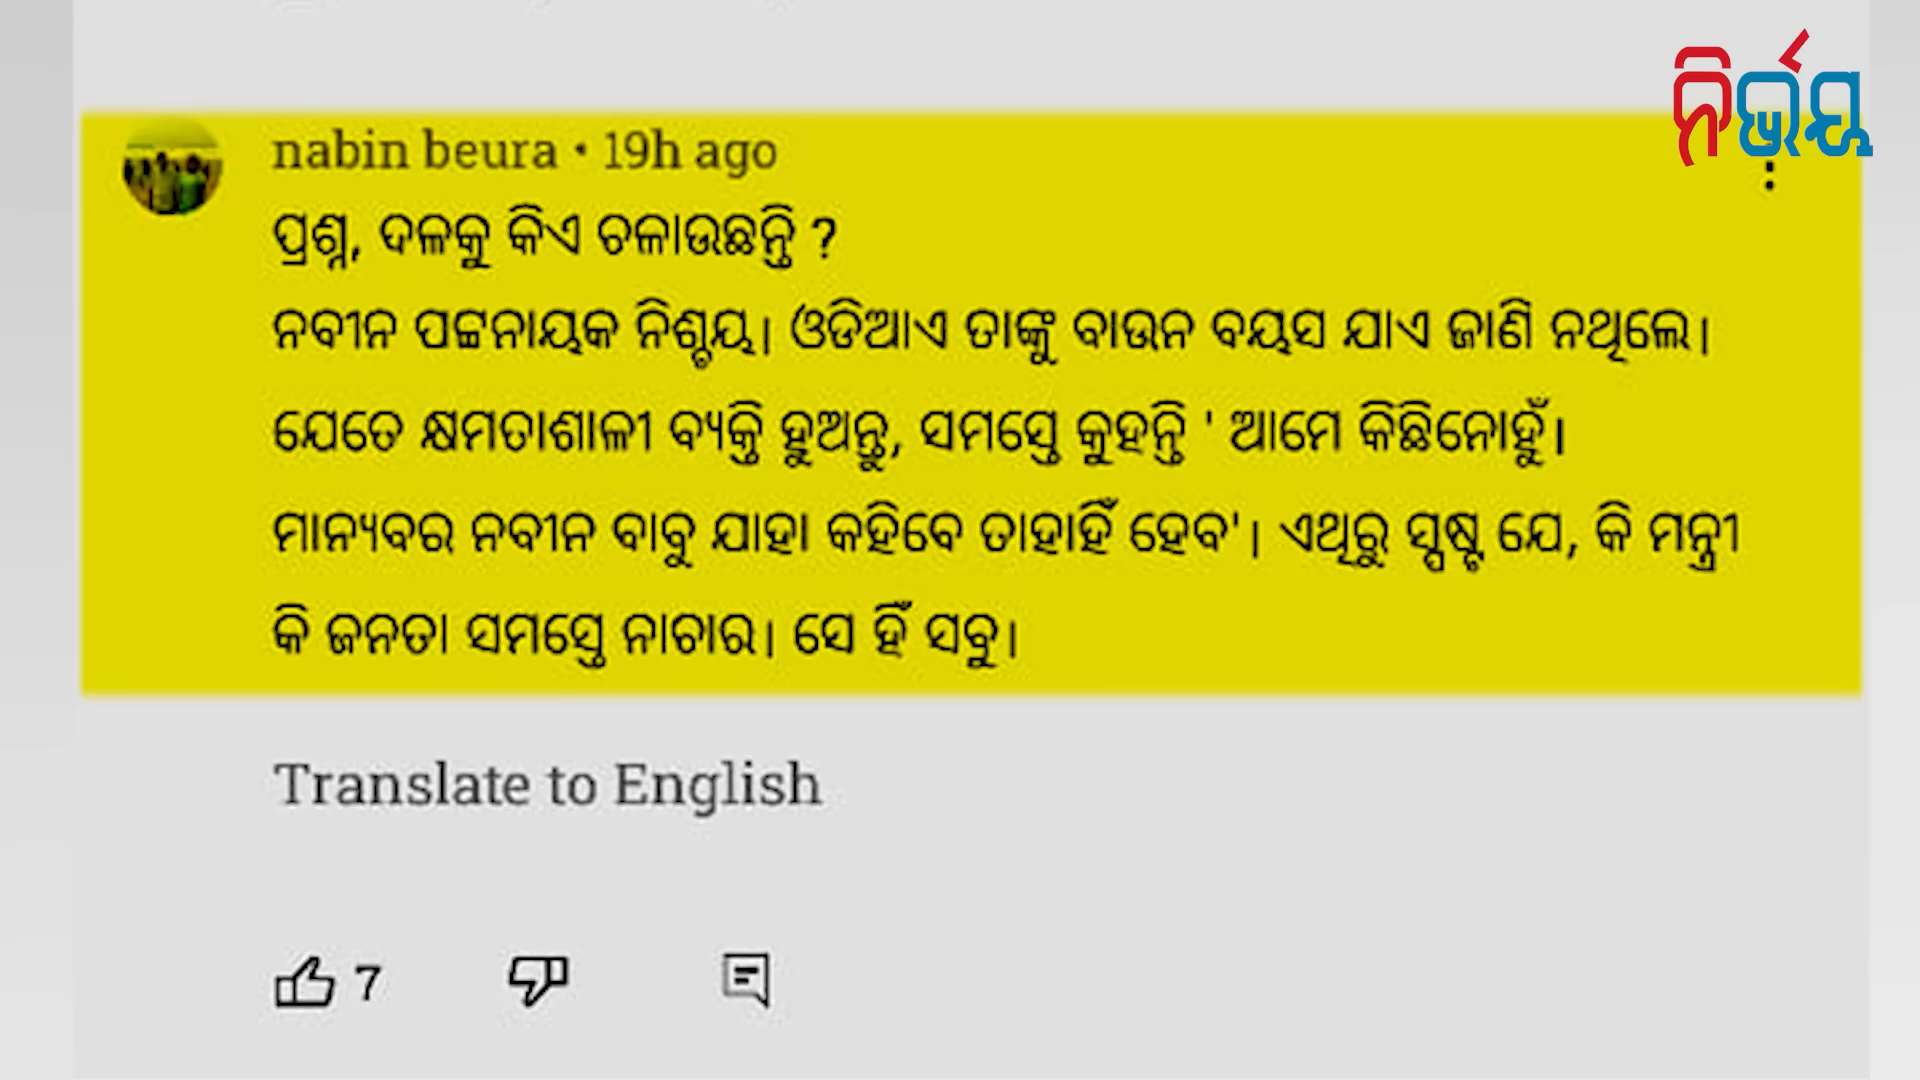 ନିର୍ଭୟ
nabin beura • 19h ago
ପ୍ରଶ୍ନ, ଦଳକୁ କିଏ ଚଳାଉଛନ୍ତି ?
ନବୀନ ପଟ୍ଟନାୟକ ନିଶ୍ଚୟ। ଓଡିଆଏ ତାଙ୍କୁ ବାଉନ ବୟସ ଯାଏ ଜାଣି ନଥିଲେ।
ଯେତେ କ୍ଷମତାଶାଳୀ ବ୍ୟକ୍ତି ହୁଅନ୍ତୁ, ସମସ୍ତେ କୁହନ୍ତି ' ଆମେ କିଛିନୋହୁଁ।
ମାନ୍ୟବର ନବୀନ ବାବୁ ଯାହା କହିବେ ତାହାହିଁ ହେବ'। ଏଥିରୁ ସ୍ପଷ୍ଟ ଯେ, କି ମନ୍ତ୍ରୀ
କି ଜନତା ସମସ୍ତେ ନାଚାର। ସେ ହିଁ ସବୁ।
Translate to English
7